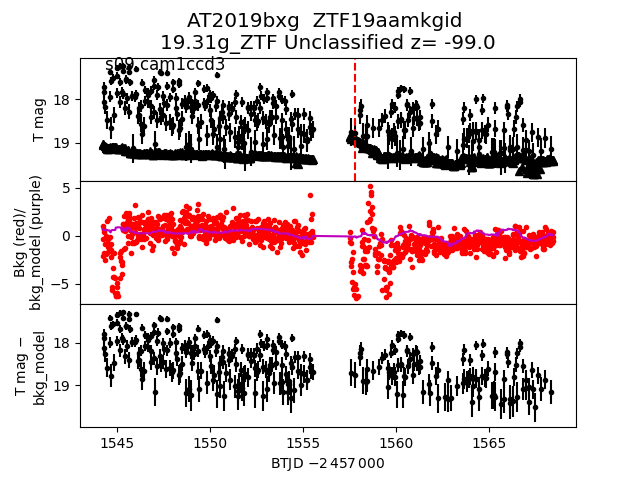 AT2019bxg ZTF19aamkgid
19.31g_ZTF Unclassified z= -99.0
s09 cam1ccd3
T mag
18
19
Bkg (red)/
bkg_model (purple)
5
0
−5
T mag −
bkg_model
18
19
1545 1550 1555 1560 1565
BTJD −2 457 000